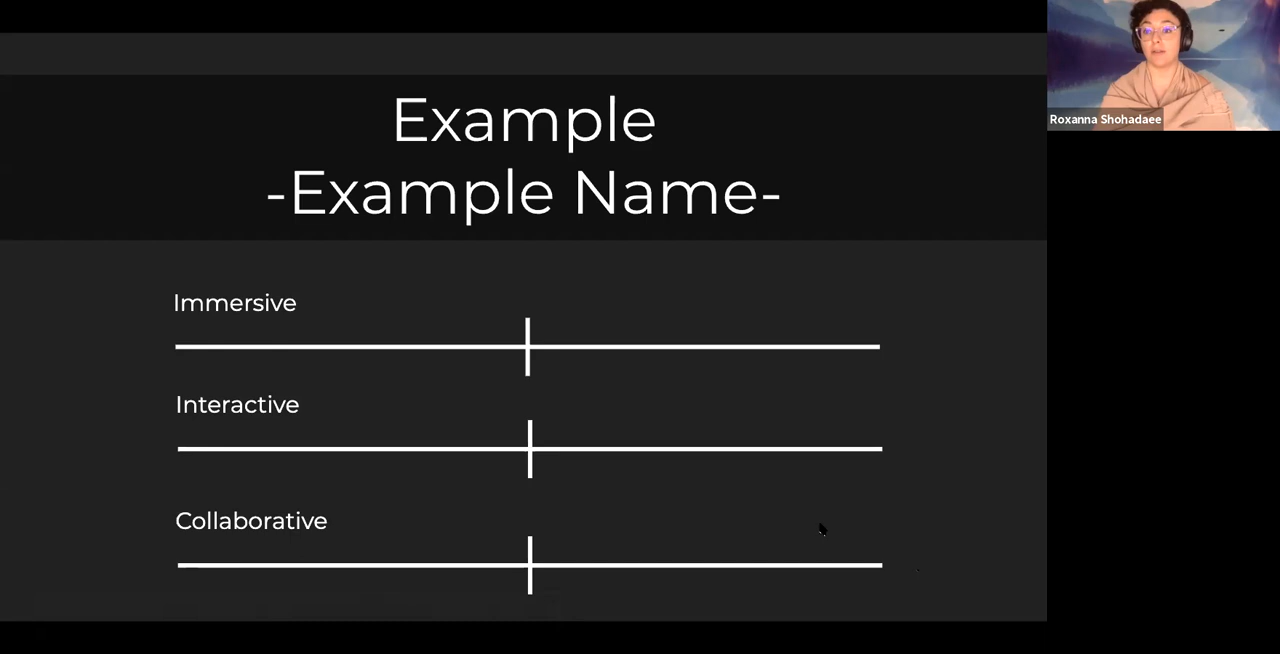 Example
-Example Name-
Immersive
Interactive
Collaborative
Roxanna Shohadaee